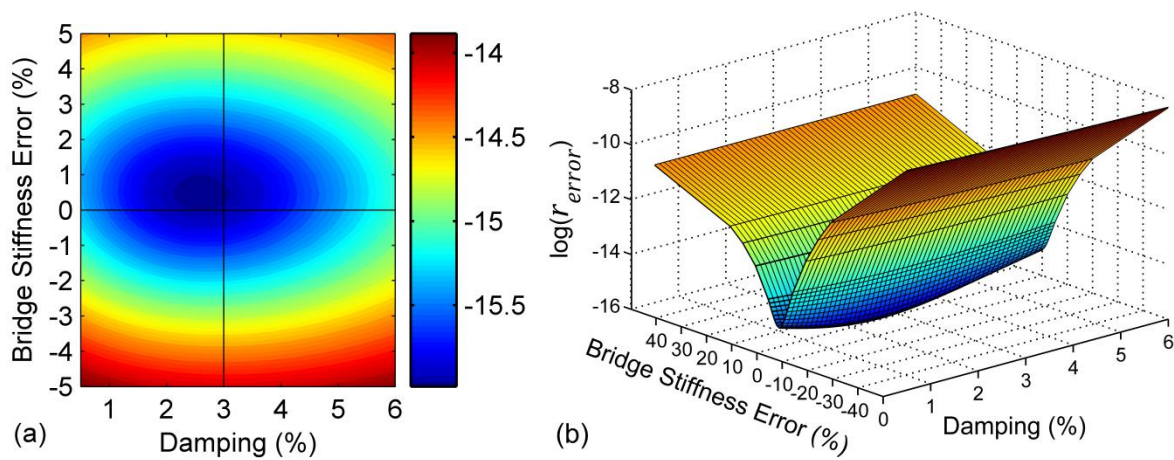 5
4
3
2
1
0
-1
-2
-3
-4
-5
Bridge Stiffness Error (%)
1 2 3 4 5 6
Damping (%)
(a)
-14
-14.5
-15
-15.5
-8
-10
-12
-14
-16
log(r_error)
40 30 20 10 0 -10 -20 -30 -40
Bridge Stiffness Error (%)
0 1 2 3 4 5 6
Damping (%)
(b)